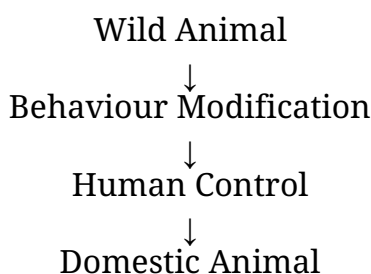 Wild Animal
↓
Behaviour Modification
↓
Human Control
↓
Domestic Animal